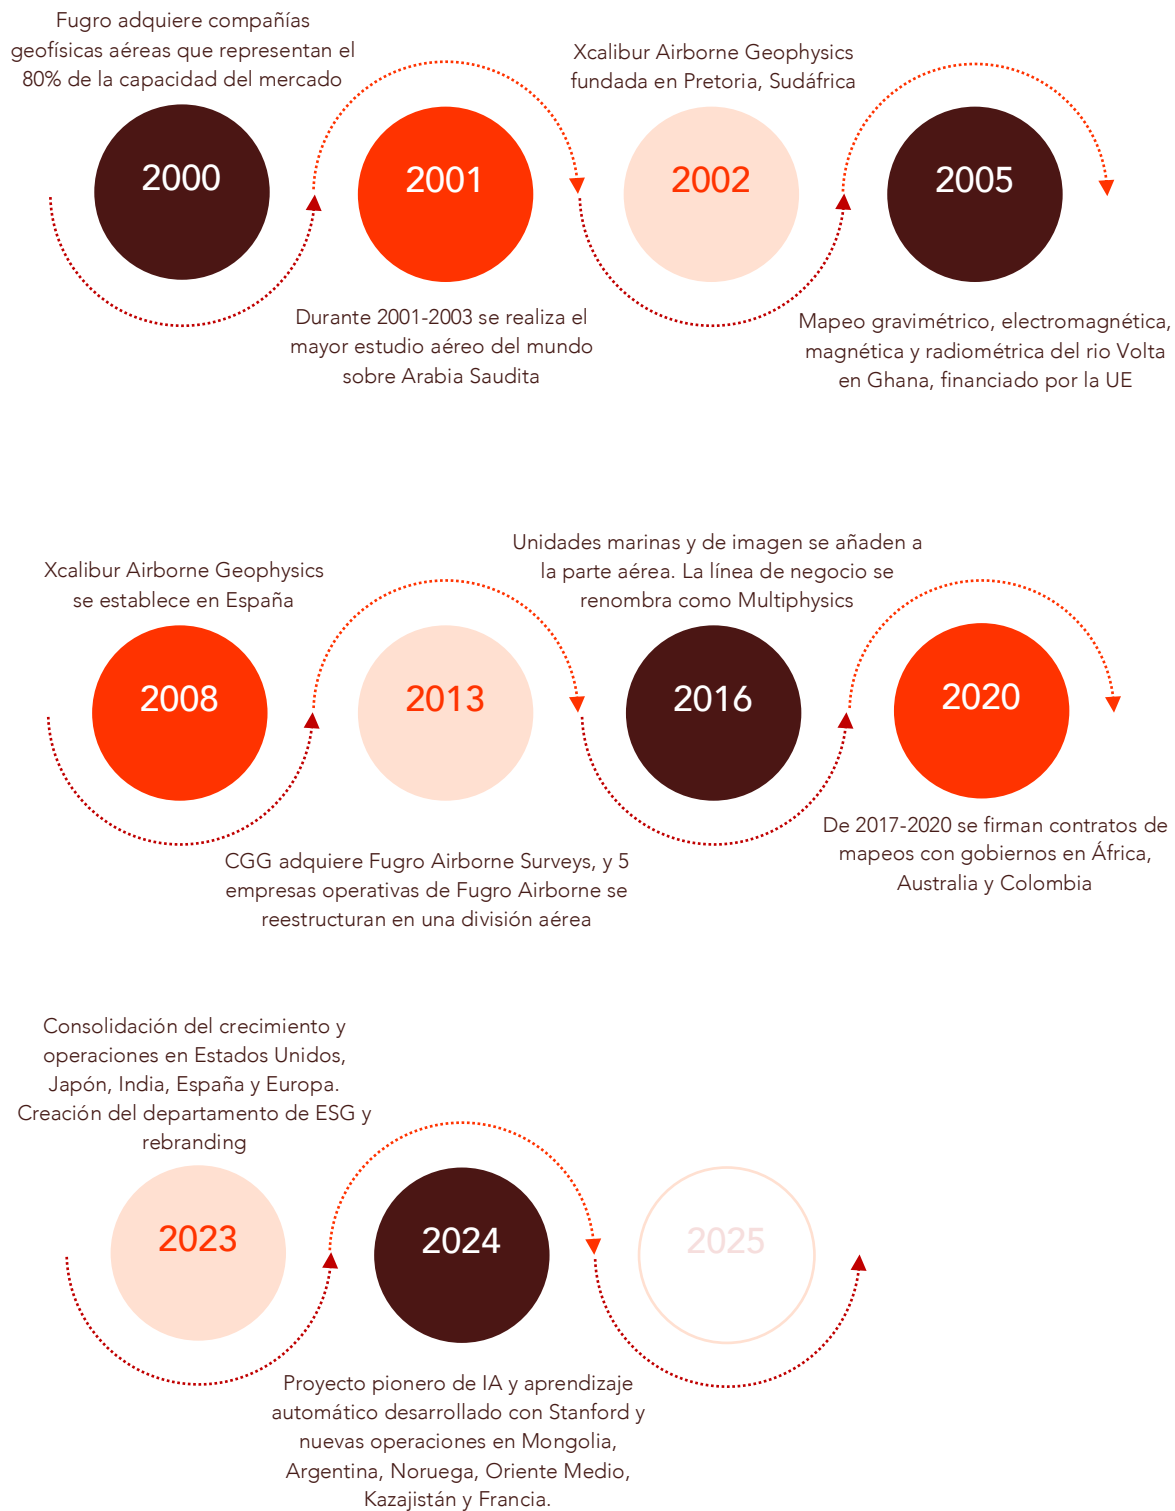 Fugro adquiere compañías
geofísicas aéreas que representan el
80% de la capacidad del mercado
2000
2001
Durante 2001-2003 se realiza el
mayor estudio aéreo del mundo
sobre Arabia Saudita
Xcalibur Airborne Geophysics
fundada en Pretoria, Sudáfrica
2002
2005
Mapeo gravimétrico, electromagnética,
magnética y radiométrica del rio Volta
en Ghana, financiado por la UE
Xcalibur Airborne Geophysics
se establece en España
2008
2013
CGG adquiere Fugro Airborne Surveys, y 5
empresas operativas de Fugro Airborne se
reestructuran en una división aérea
Unidades marinas y de imagen se añaden a
la parte aérea. La línea de negocio se
renombra como Multiphysics
2016
2020
De 2017-2020 se firman contratos de
mapeos con gobiernos en África,
Australia y Colombia
Consolidación del crecimiento y
operaciones en Estados Unidos,
Japón, India, España y Europa.
Creación del departamento de ESG y
rebranding
2023
2024
Proyecto pionero de IA y aprendizaje
automático desarrollado con Stanford y
nuevas operaciones en Mongolia,
Argentina, Noruega, Oriente Medio,
Kazajistán y Francia.
2025